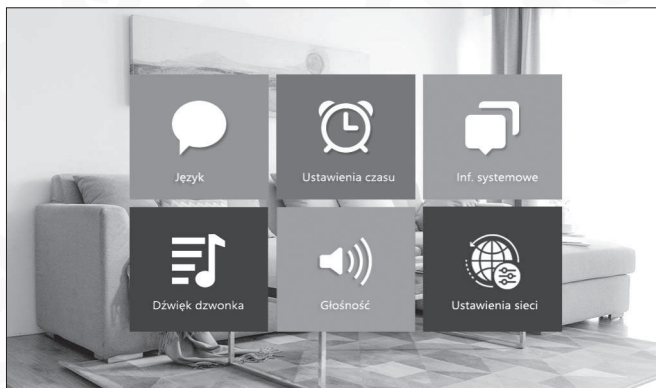 Język
Ustawienia czasu
Inf. systemowe
Dźwięk dzwonka
Głośność
Ustawienia sieci